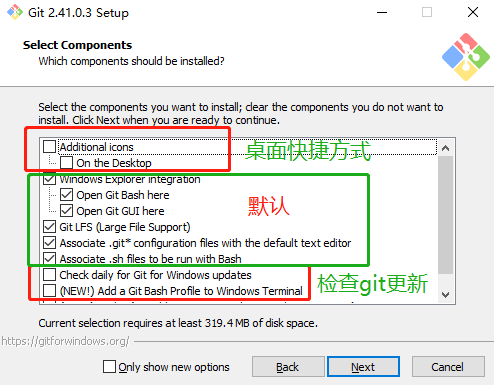 Git 2.41.0.3 Setup
Select Components
Which components should be installed?
Select the components you want to install; clear the components you do not want to
install. Click Next when you are ready to continue.
Additional icons
桌面快捷方式
On the Desktop
Windows Explorer integration
Open Git Bash here
默认
Open Git GUI here
Git LFS (Large File Support)
Associate .git* configuration files with the default text editor
Associate .sh files to be run with Bash
Check daily for Git for Windows updates
检查git更新
(NEW!) Add a Git Bash Profile to Windows Terminal
Current selection requires at least 319.4 MB of disk space.
https://gitforwindows.org/
Only show new options
Back
Next
Cancel